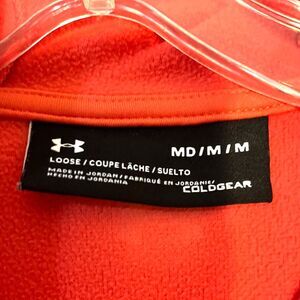 MD / M / M
LOOSE / COUPE LÂCHE / SUELTO
MADE IN JORDAN / FABRIQUÉ EN JORDANIE /
HECHO EN JORDANIA
COLDGEAR